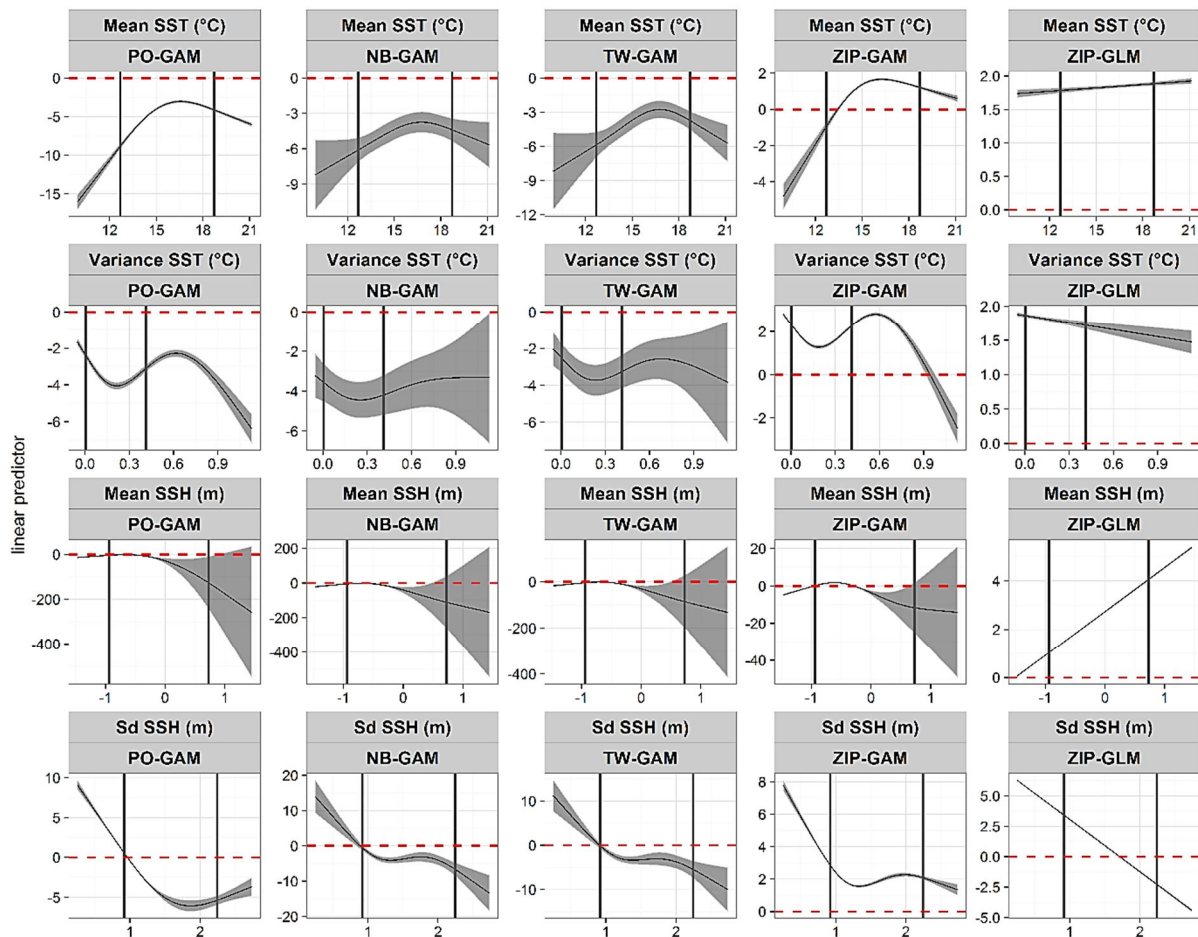 Mean SST (°C) Mean SST (°C) Mean SST (°C) Mean SST (°C) Mean SST (°C)
PO-GAM NB-GAM TW-GAM ZIP-GAM ZIP-GLM
0 -5 -10 -15
12 15 18 21
0 -3 -6 -9
12 15 18 21
0 -3 -6 -9 -12
12 15 18 21
2 0 -2 -4
12 15 18 21
2.0 1.5 1.0 0.5 0.0
12 15 18 21
Variance SST (°C) Variance SST (°C) Variance SST (°C) Variance SST (°C) Variance SST (°C)
PO-GAM NB-GAM TW-GAM ZIP-GAM ZIP-GLM
0 -2 -4 -6
0.0 0.3 0.6 0.9
0 -2 -4 -6
0.0 0.3 0.6 0.9
0 -2 -4 -6
0.0 0.3 0.6 0.9
2 0 -2
0.0 0.3 0.6 0.9
2.0 1.5 1.0 0.5 0.0
0.0 0.3 0.6 0.9
linear predictor
Mean SSH (m) Mean SSH (m) Mean SSH (m) Mean SSH (m) Mean SSH (m)
PO-GAM NB-GAM TW-GAM ZIP-GAM ZIP-GLM
0 -200 -400
-1 0 1
200 0 -200 -400
-1 0 1
200 0 -200 -400
-1 0 1
20 0 -20 -40
-1 0 1
4 2 0
-1 0 1
Sd SSH (m) Sd SSH (m) Sd SSH (m) Sd SSH (m) Sd SSH (m)
PO-GAM NB-GAM TW-GAM ZIP-GAM ZIP-GLM
10 5 0 -5
1 2
20 10 0 -10 -20
1 2
10 0 -10
1 2
8 6 4 2 0
1 2
5.0 2.5 0.0 -2.5 -5.0
1 2